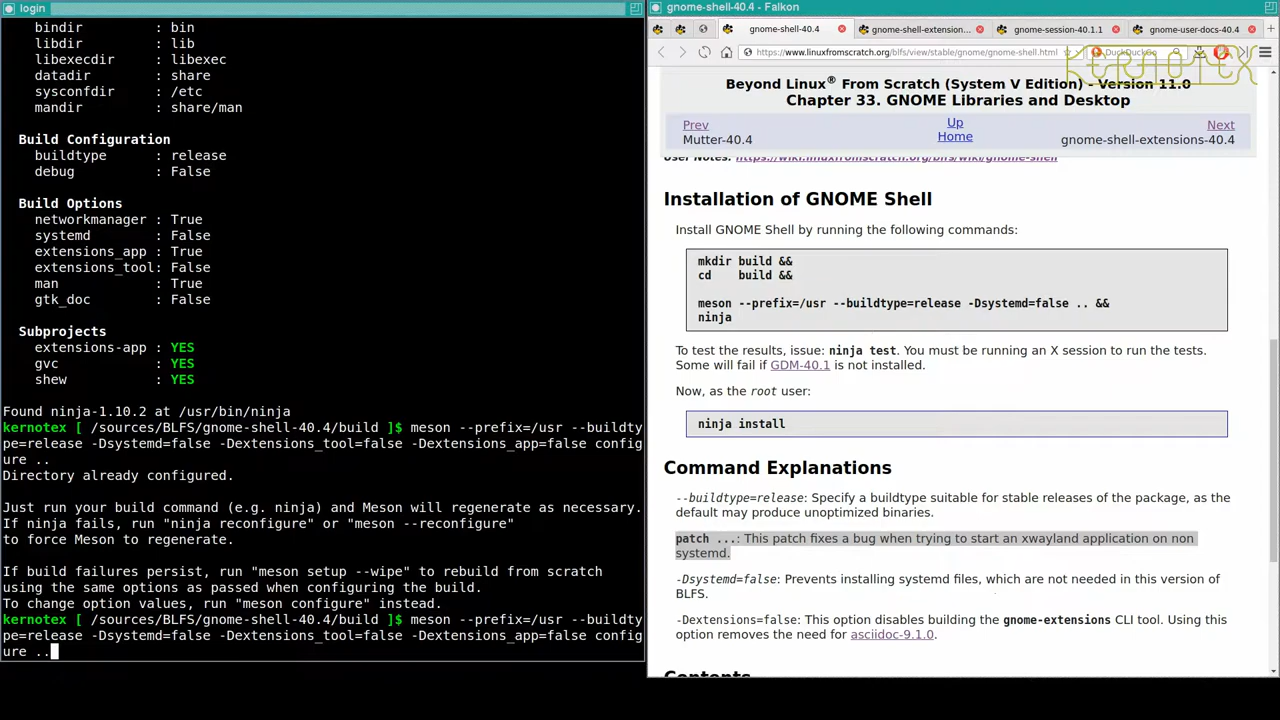 login
bindir : bin
libdir : lib
libexecdir : libexec
datadir : share
sysconfdir : /etc
mandir : share/man
Build Configuration
buildtype : release
debug : False
Build Options
networkmanager : True
systemd : False
extensions_app : True
extensions_tool: False
man : True
gtk_doc : False
Subprojects
extensions-app : YES
gvc : YES
shew : YES
Found ninja-1.10.2 at /usr/bin/ninja
kernotex [ /sources/BLFS/gnome-shell-40.4/build ]$ meson --prefix=/usr --buildty
pe=release -Dsystemd=false -Dextensions_tool=false -Dextensions_app=false config
ure ..
Directory already configured.
Just run your build command (e.g. ninja) and Meson will regenerate as necessary.
If ninja fails, run "ninja reconfigure" or "meson --reconfigure"
to force Meson to regenerate.
If build failures persist, run "meson setup --wipe" to rebuild from scratch
using the same options as passed when configuring the build.
To change option values, run "meson configure" instead.
kernotex [ /sources/BLFS/gnome-shell-40.4/build ]$ meson --prefix=/usr --buildty
pe=release -Dsystemd=false -Dextensions_tool=false -Dextensions_app=false config
ure ..
gnome-shell-40.4 - Falkon
gnome-shell-40.4
gnome-shell-extension...
gnome-session-40.1.1
gnome-user-docs-40.4
https://www.linuxfromscratch.org/blfs/view/stable/gnome/gnome-shell.html
DuckDuckGo
KERNOTEX
Beyond Linux® From Scratch (System V Edition) - Version 11.0
Chapter 33. GNOME Libraries and Desktop
Prev
Up
Next
Mutter-40.4
Home
gnome-shell-extensions-40.4
User Notes: https://wiki.linuxfromscratch.org/blfs/wiki/gnome-shell
Installation of GNOME Shell
Install GNOME Shell by running the following commands:
mkdir build &&
cd build &&
meson --prefix=/usr --buildtype=release -Dsystemd=false .. &&
ninja
To test the results, issue: ninja test. You must be running an X session to run the tests.
Some will fail if GDM-40.1 is not installed.
Now, as the root user:
ninja install
Command Explanations
--buildtype=release: Specify a buildtype suitable for stable releases of the package, as the
default may produce unoptimized binaries.
patch ...: This patch fixes a bug when trying to start an xwayland application on non
systemd.
-Dsystemd=false: Prevents installing systemd files, which are not needed in this version of
BLFS.
-Dextensions=false: This option disables building the gnome-extensions CLI tool. Using this
option removes the need for asciidoc-9.1.0.
Contents